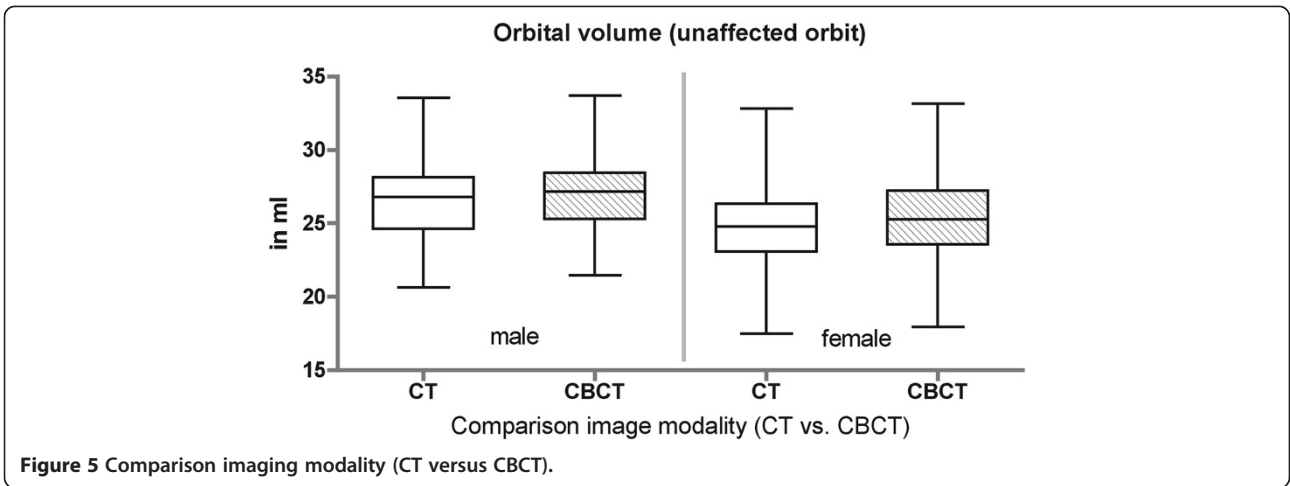 Orbital volume (unaffected orbit)
35
30
25
20
15
in ml
male
female
CT
CBCT
CT
CBCT
Comparison image modality (CT vs. CBCT)
Figure 5 Comparison imaging modality (CT versus CBCT).